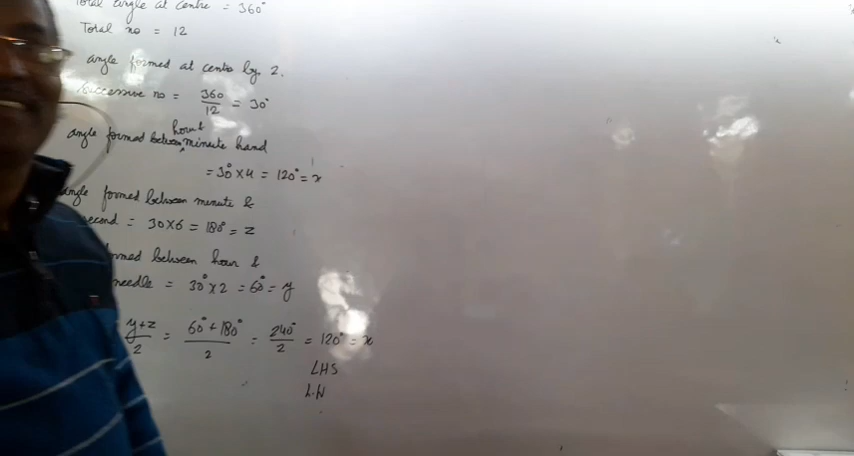 Total angle at centre = 360°
Total no = 12
angle formed at centre by 2.
successive no = 360/12 = 30°
hour &
angle formed between minute hand
= 30° × 4 = 120° = x
angle formed between minute &
second = 30 × 6 = 180° = z
formed between hour &
needle = 30° × 2 = 60° = y
y+z/2 = 60° + 180°/2 = 240°/2 = 120° = x
LHS